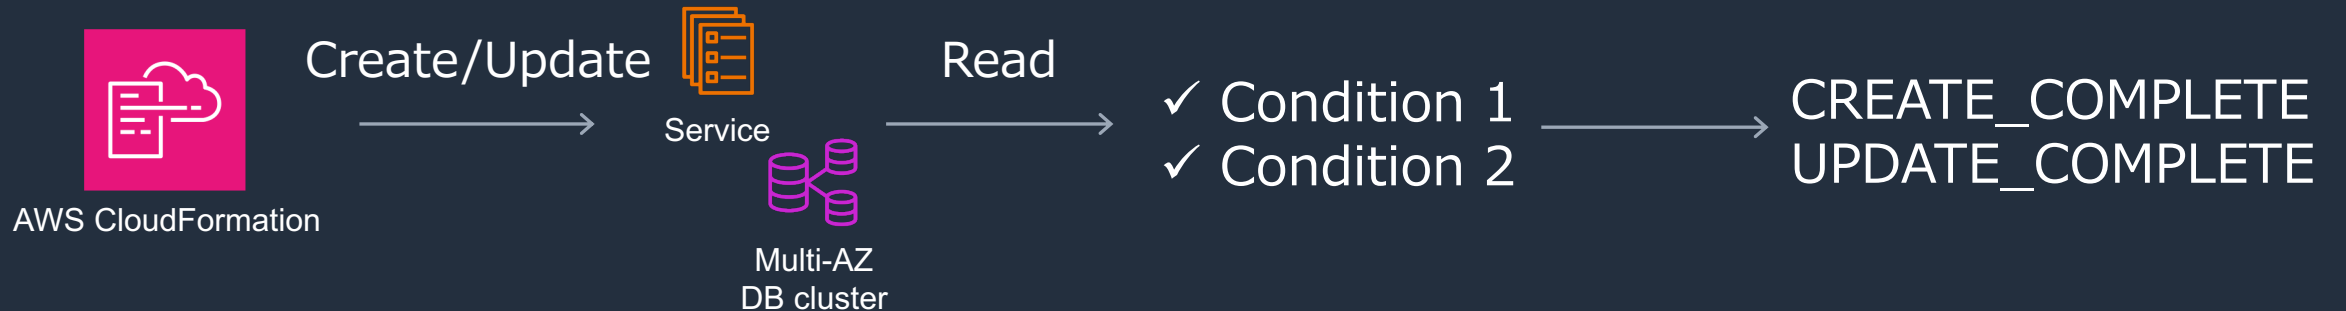 AWS CloudFormation
Create/Update
Service
Multi-AZ
DB cluster
Read
✓ Condition 1
✓ Condition 2
CREATE_COMPLETE
UPDATE_COMPLETE